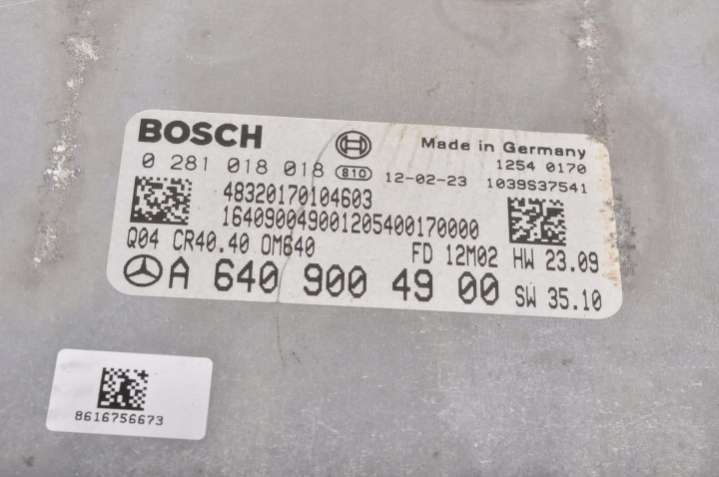 BOSCH
Made in Germany
0 281 018 018 810 12-02-23
1254 0170
1039S37541
48320170104603
164090049001205400170000
Q04 CR40.40 OM640 FD 12M02 HW 23.09
A 640 900 49 00 SW 35.10
8616756673